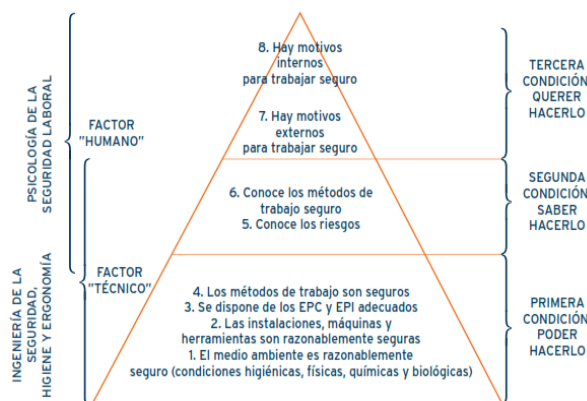 PSICOLOGÍA DE LA
SEGURIDAD LABORAL
FACTOR
"HUMANO"
INGENIERÍA DE LA
SEGURIDAD,
HIGIENE Y ERGONOMÍA
FACTOR
"TÉCNICO"
8. Hay motivos
internos
para trabajar seguro
7. Hay motivos
externos
para trabajar seguro
6. Conoce los métodos de
trabajo seguro
5. Conoce los riesgos
4. Los métodos de trabajo son seguros
3. Se dispone de los EPC y EPI adecuados
2. Las instalaciones, máquinas y
herramientas son razonablemente seguras
1. El medio ambiente es razonablemente
seguro (condiciones higiénicas, físicas, químicas y biológicas)
TERCERA
CONDICIÓN
QUERER
HACERLO
SEGUNDA
CONDICIÓN
SABER
HACERLO
PRIMERA
CONDICIÓN
PODER
HACERLO